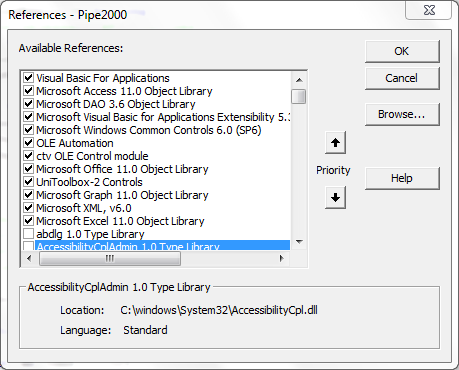 References - Pipe2000
Available References:
Visual Basic For Applications
Microsoft Access 11.0 Object Library
Microsoft DAO 3.6 Object Library
Microsoft Visual Basic for Applications Extensibility 5.3
Microsoft Windows Common Controls 6.0 (SP6)
OLE Automation
ctv OLE Control module
Microsoft Office 11.0 Object Library
UniToolbox-2 Controls
Microsoft Graph 11.0 Object Library
Microsoft XML, v6.0
Microsoft Excel 11.0 Object Library
abdlg 1.0 Type Library
AccessibilityCplAdmin 1.0 Type Library
OK
Cancel
Browse...
Priority
Help
AccessibilityCplAdmin 1.0 Type Library
Location: C:\windows\System32\AccessibilityCpl.dll
Language: Standard